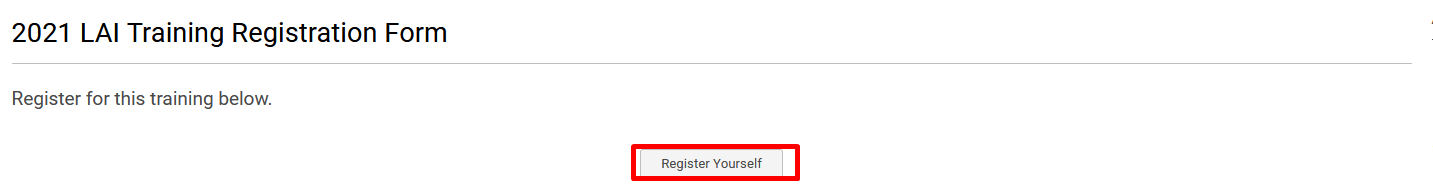 2021 LAI Training Registration Form
Register for this training below.
Register Yourself